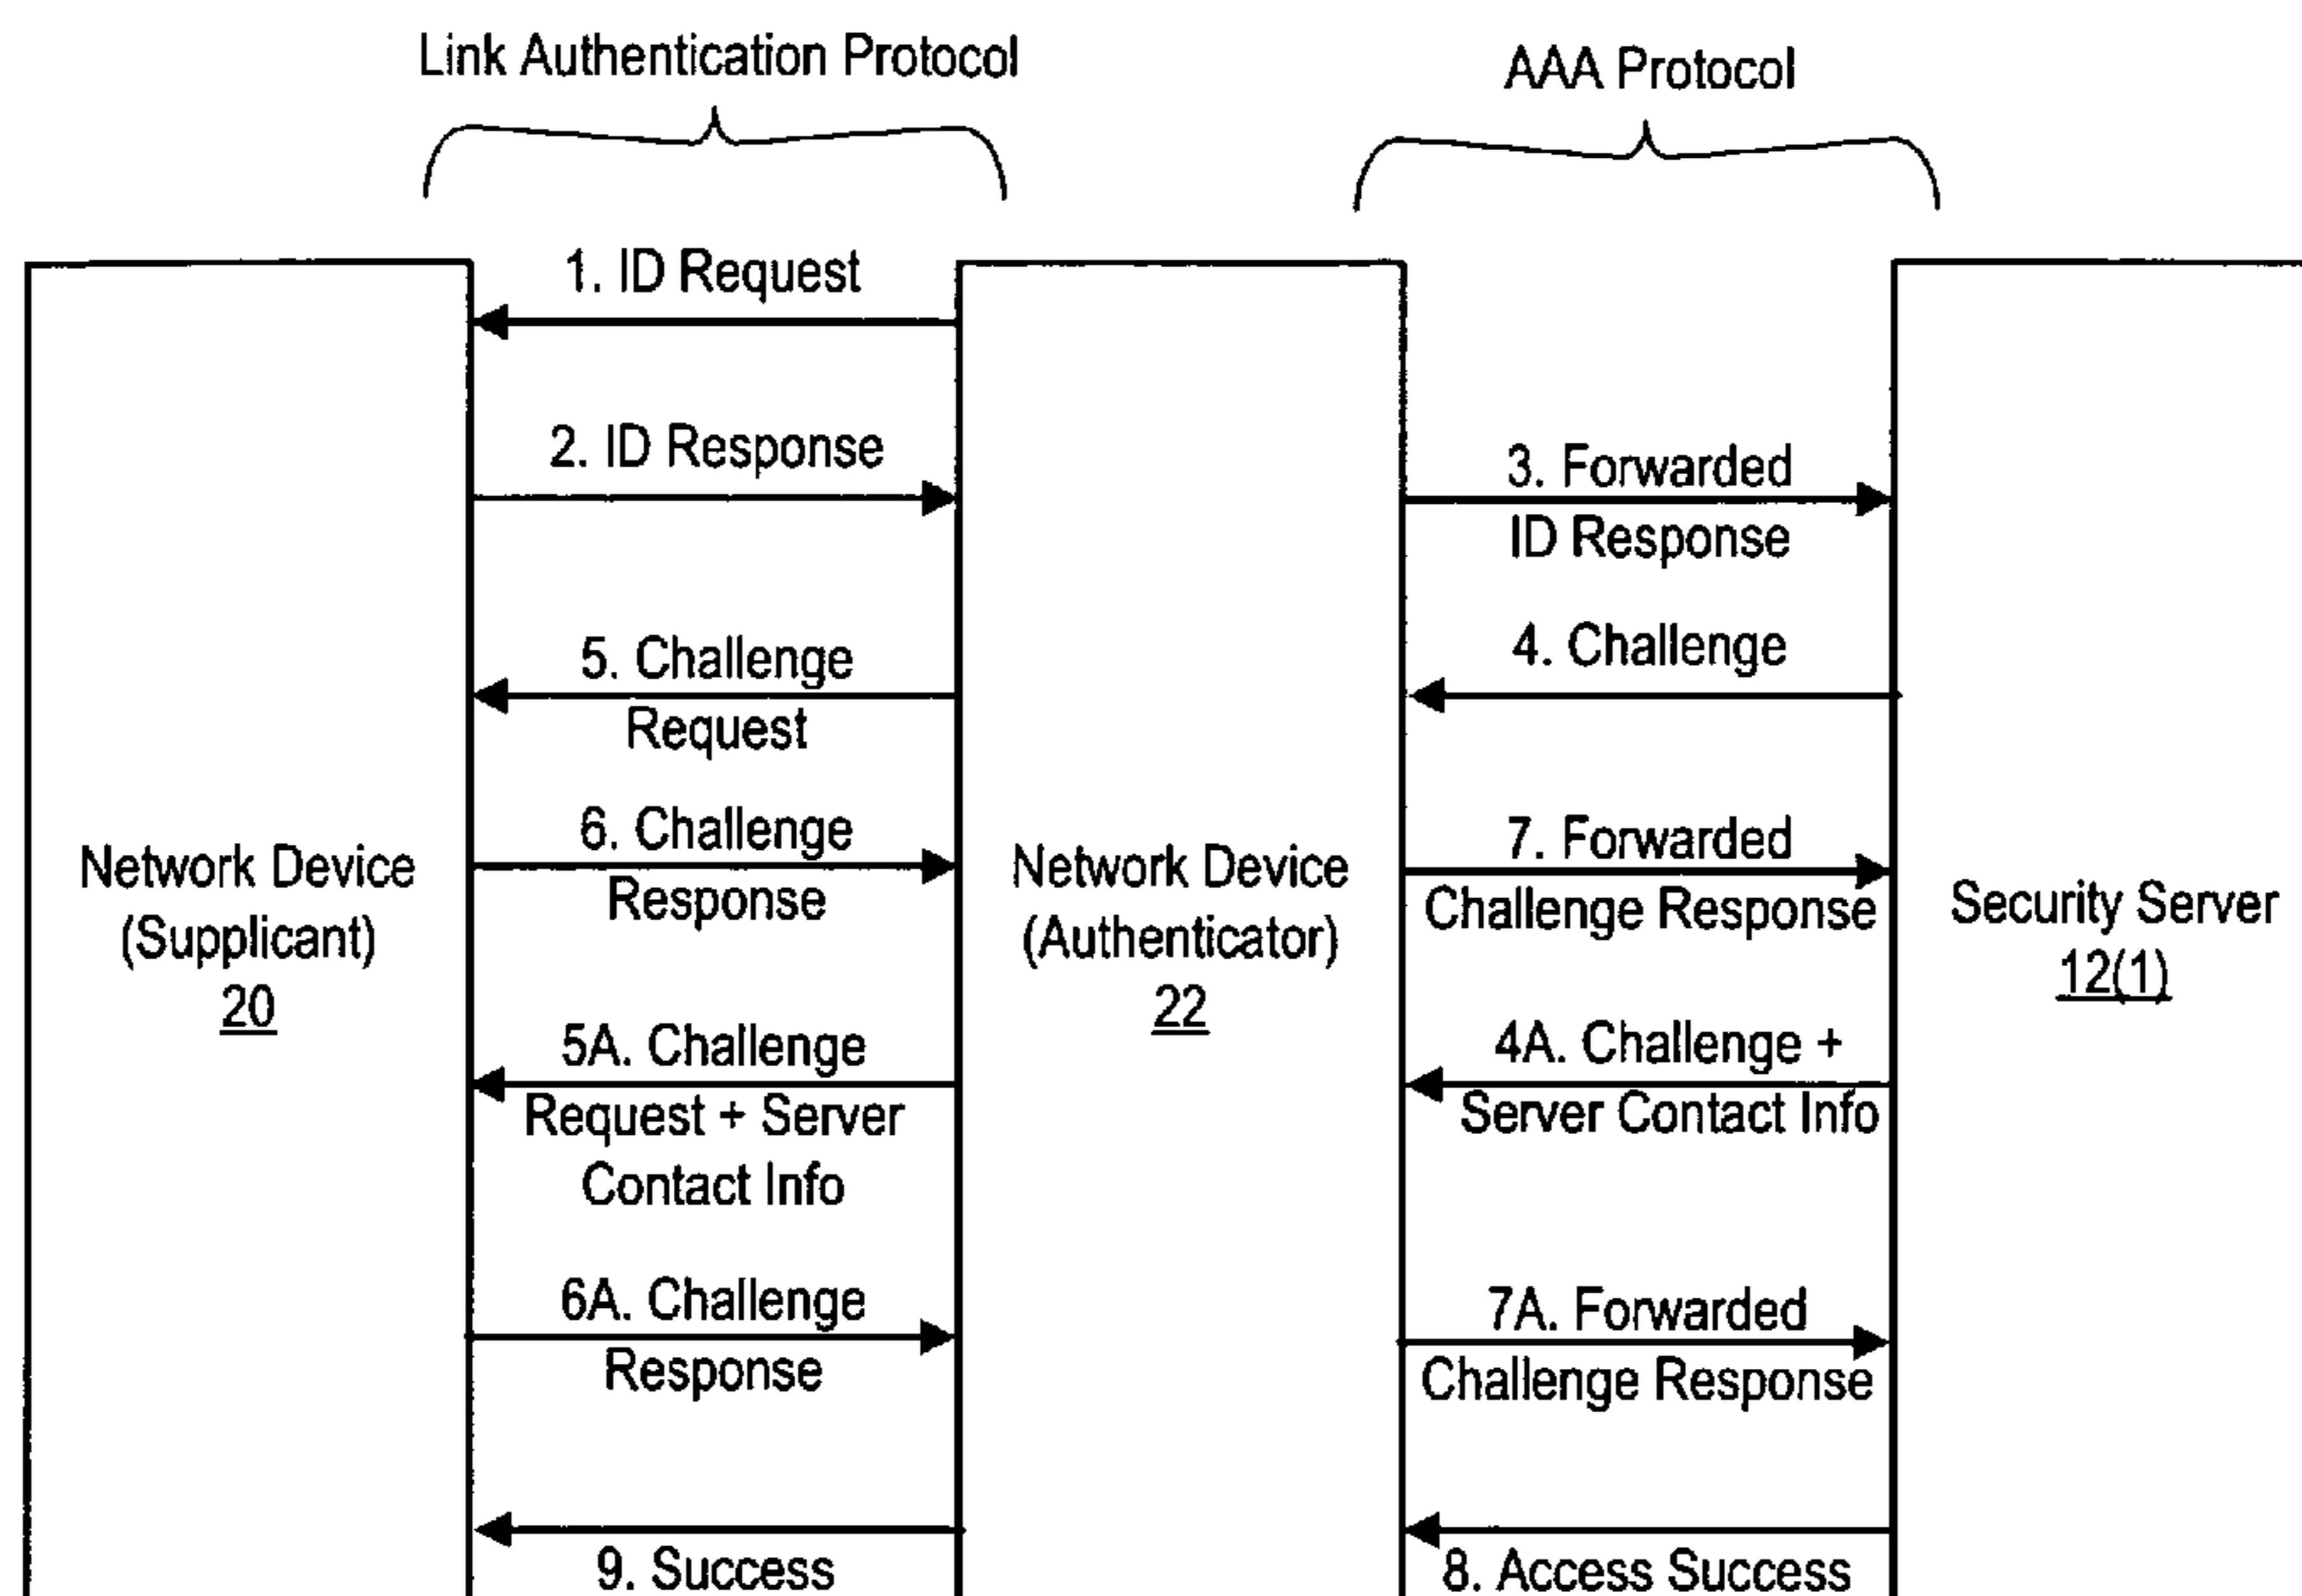 Link Authentication Protocol
AAA Protocol
1. ID Request
2. ID Response
3. Forwarded
ID Response
4. Challenge
5. Challenge
Request
6. Challenge
Response
7. Forwarded
Challenge Response
Network Device
(Supplicant)
20
Network Device
(Authenticator)
22
Security Server
12(1)
4A. Challenge +
Server Contact Info
5A. Challenge
Request + Server
Contact Info
6A. Challenge
Response
7A. Forwarded
Challenge Response
8. Access Success
9. Success